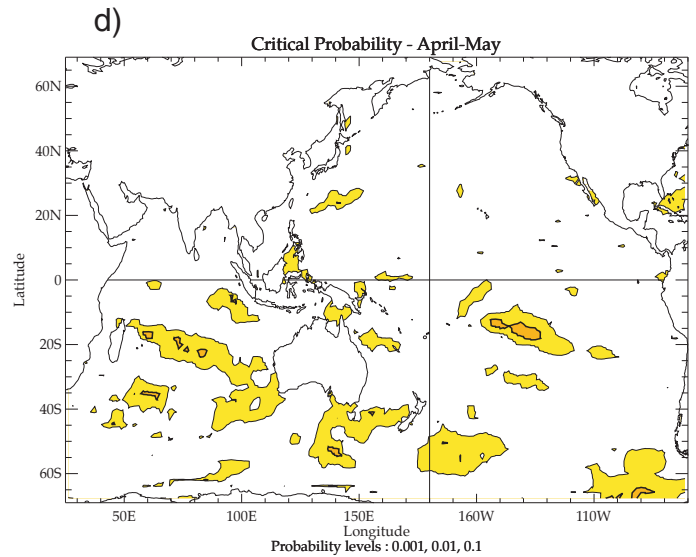 d)
Critical Probability - April-May
60N
40N
20N
0
20S
40S
60S
Latitude
50E 100E 150E 160W 110W
Longitude
Probability levels : 0.001, 0.01, 0.1